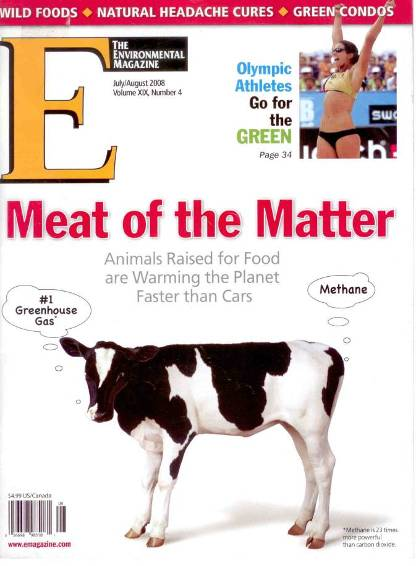 WILD FOODS ◆ NATURAL HEADACHE CURES ◆ GREEN CONDOS
E
THE
ENVIRONMENTAL
MAGAZINE
July/August 2008
Volume XIX, Number 4
Olympic
Athletes
Go for
the
GREEN
Page 34
Meat of the Matter
Animals Raised for Food
are Warming the Planet
Faster than Cars
#1
Greenhouse
Gas*
Methane
$4.99 US/Canada
www.emagazine.com
*Methane is 23 times
more powerful
than carbon dioxide.